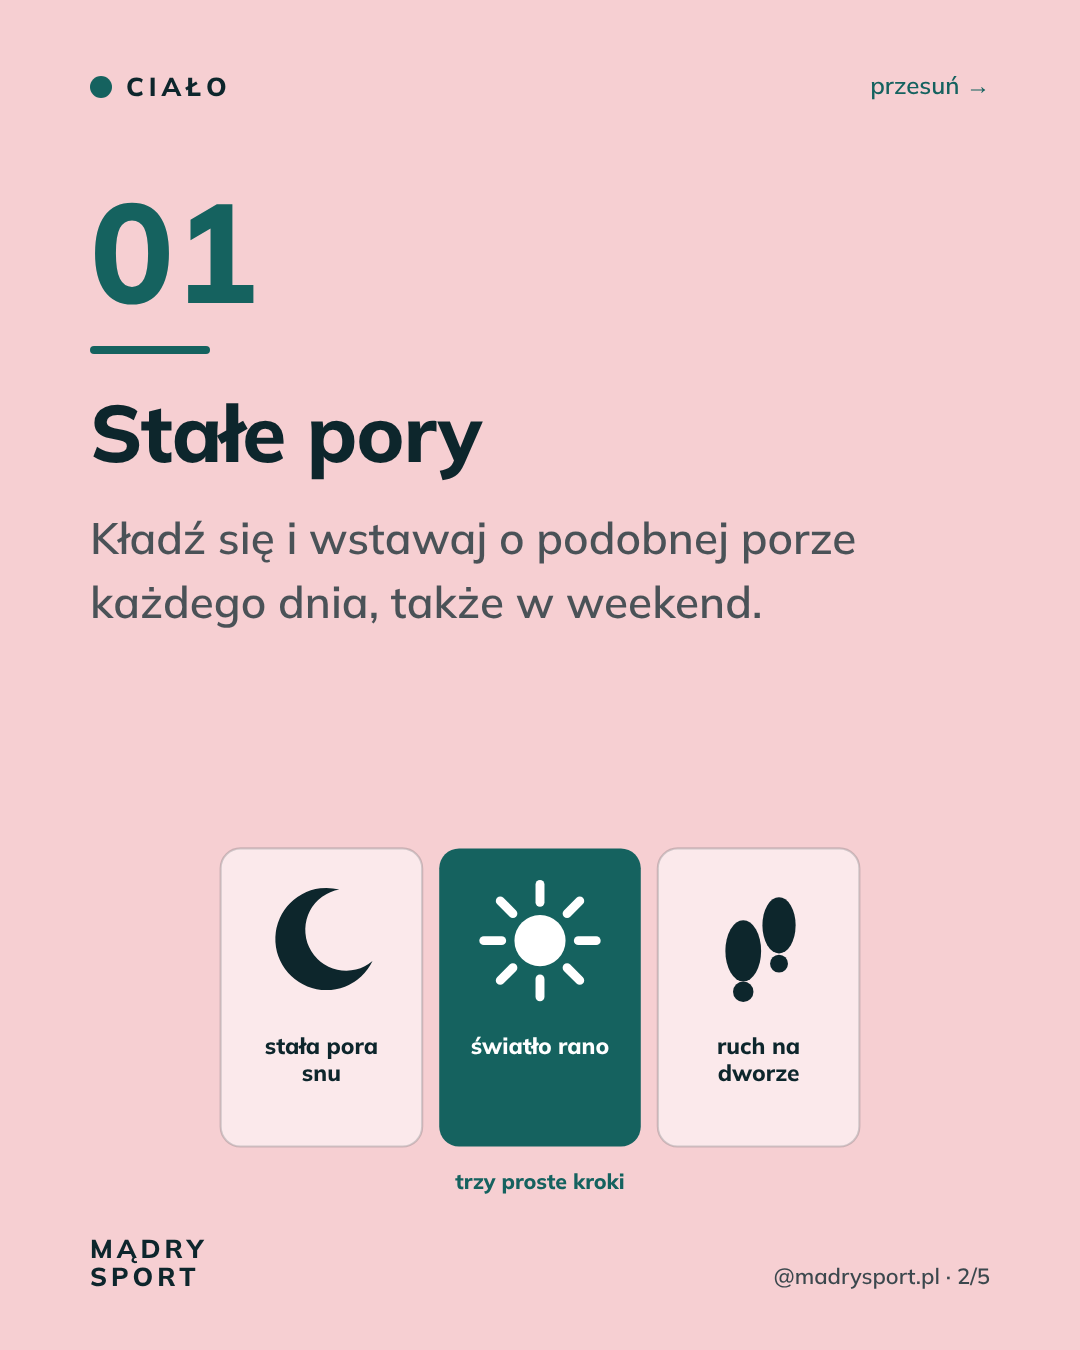 CIAŁO
przesuń →
01
Stałe pory
Kładź się i wstawaj o podobnej porze
każdego dnia, także w weekend.
stała pora
snu
światło rano
ruch na
dworze
trzy proste kroki
MĄDRY
SPORT
@madrysport.pl · 2/5